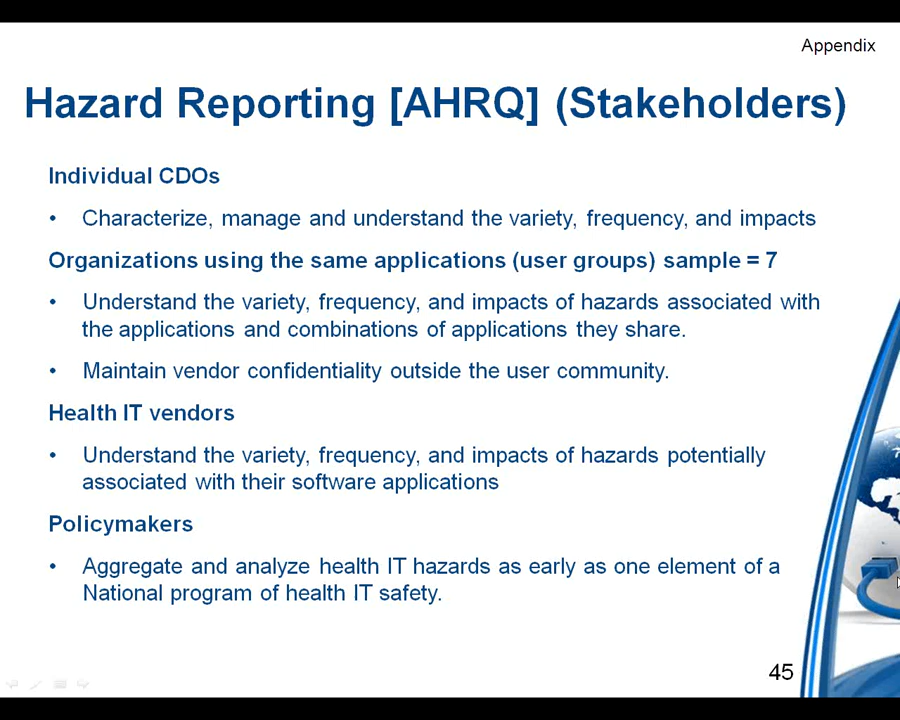 Appendix
Hazard Reporting [AHRQ] (Stakeholders)
Individual CDOs
• Characterize, manage and understand the variety, frequency, and impacts
Organizations using the same applications (user groups) sample = 7
• Understand the variety, frequency, and impacts of hazards associated with
the applications and combinations of applications they share.
• Maintain vendor confidentiality outside the user community.
Health IT vendors
• Understand the variety, frequency, and impacts of hazards potentially
associated with their software applications
Policymakers
• Aggregate and analyze health IT hazards as early as one element of a
National program of health IT safety.
45